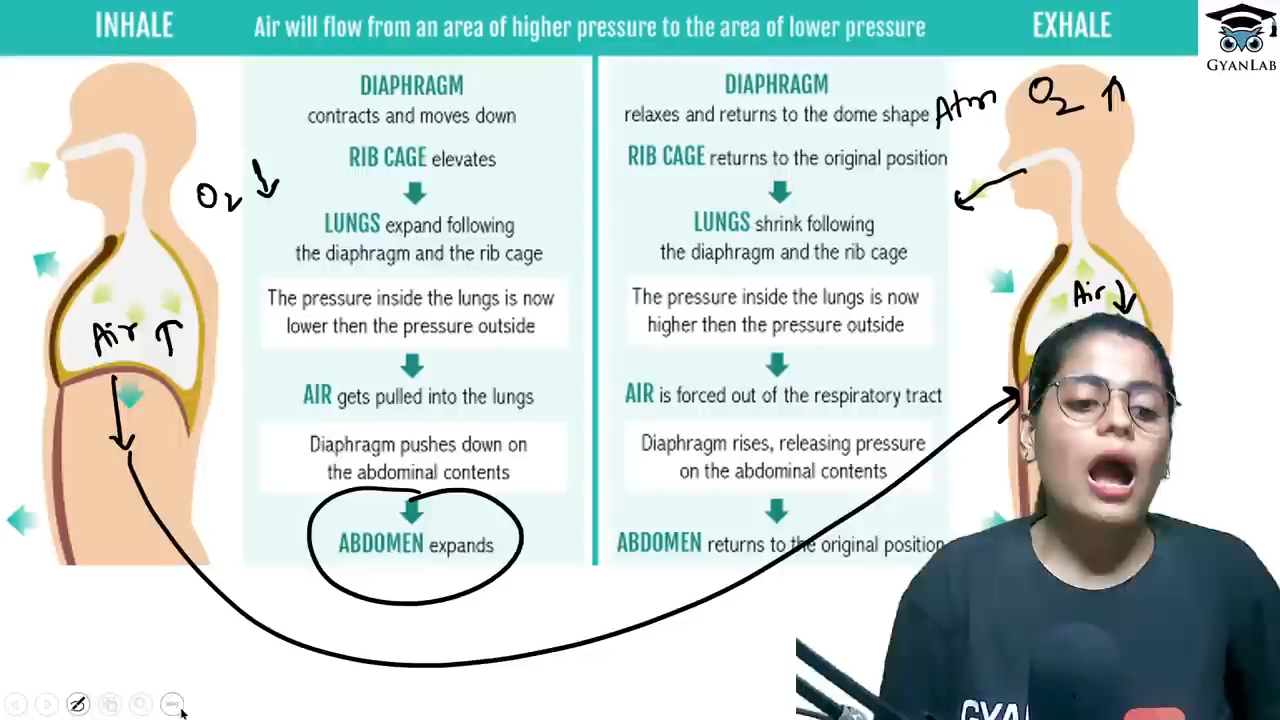 INHALE
Air will flow from an area of higher pressure to the area of lower pressure
EXHALE
GYANLAB
DIAPHRAGM
contracts and moves down
RIB CAGE elevates
LUNGS expand following
the diaphragm and the rib cage
The pressure inside the lungs is now
lower then the pressure outside
AIR gets pulled into the lungs
Diaphragm pushes down on
the abdominal contents
ABDOMEN expands
DIAPHRAGM
relaxes and returns to the dome shape
RIB CAGE returns to the original position
LUNGS shrink following
the diaphragm and the rib cage
The pressure inside the lungs is now
higher then the pressure outside
AIR is forced out of the respiratory tract
Diaphragm rises, releasing pressure
on the abdominal contents
ABDOMEN returns to the original position
O2 ↓
Air ↑
Atm O2 ↑
Air ↓
GYAN